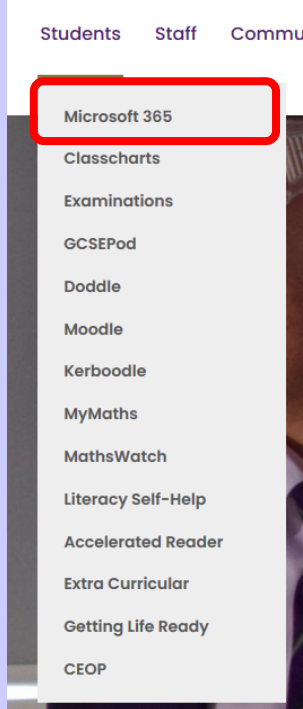 Students Staff Commu
Microsoft 365
Classcharts
Examinations
GCSEPod
Doddle
Moodle
Kerboodle
MyMaths
MathsWatch
Literacy Self-Help
Accelerated Reader
Extra Curricular
Getting Life Ready
CEOP